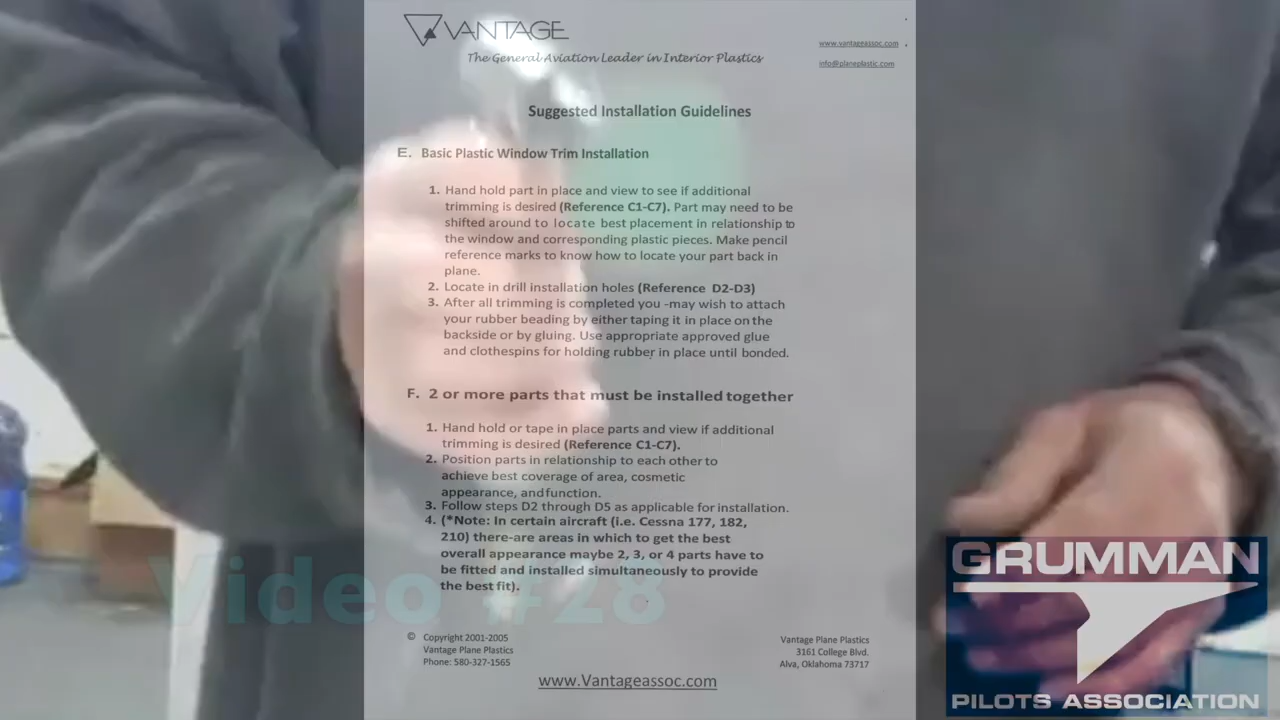 VANTAGE
The General Aviation Leader in Interior Plastics
www.vantageassoc.com
info@planeplastic.com
Suggested Installation Guidelines
E. Basic Plastic Window Trim Installation
1. Hand hold part in place and view to see if additional
trimming is desired (Reference C1-C7). Part may need to be
shifted around to locate best placement in relationship to
the window and corresponding plastic pieces. Make pencil
reference marks to know how to locate your part back in
plane.
2. Locate in drill installation holes (Reference D2-D3)
3. After all trimming is completed you -may wish to attach
your rubber beading by either taping it in place on the
backside or by gluing. Use appropriate approved glue
and clothespins for holding rubber in place until bonded.
F. 2 or more parts that must be installed together
1. Hand hold or tape in place parts and view if additional
trimming is desired (Reference C1-C7).
2. Position parts in relationship to each other to
achieve best coverage of area, cosmetic
appearance, and function.
3. Follow steps D2 through D5 as applicable for installation.
4. (*Note: In certain aircraft (i.e. Cessna 177, 182,
210) there-are areas in which to get the best
overall appearance maybe 2, 3, or 4 parts have to
be fitted and installed simultaneously to provide
the best fit).
Video #28
© Copyright 2001-2005
Vantage Plane Plastics
Phone: 580-327-1565
Vantage Plane Plastics
3161 College Blvd.
Alva, Oklahoma 73717
www.Vantageassoc.com
GRUMMAN
PILOTS ASSOCIATION